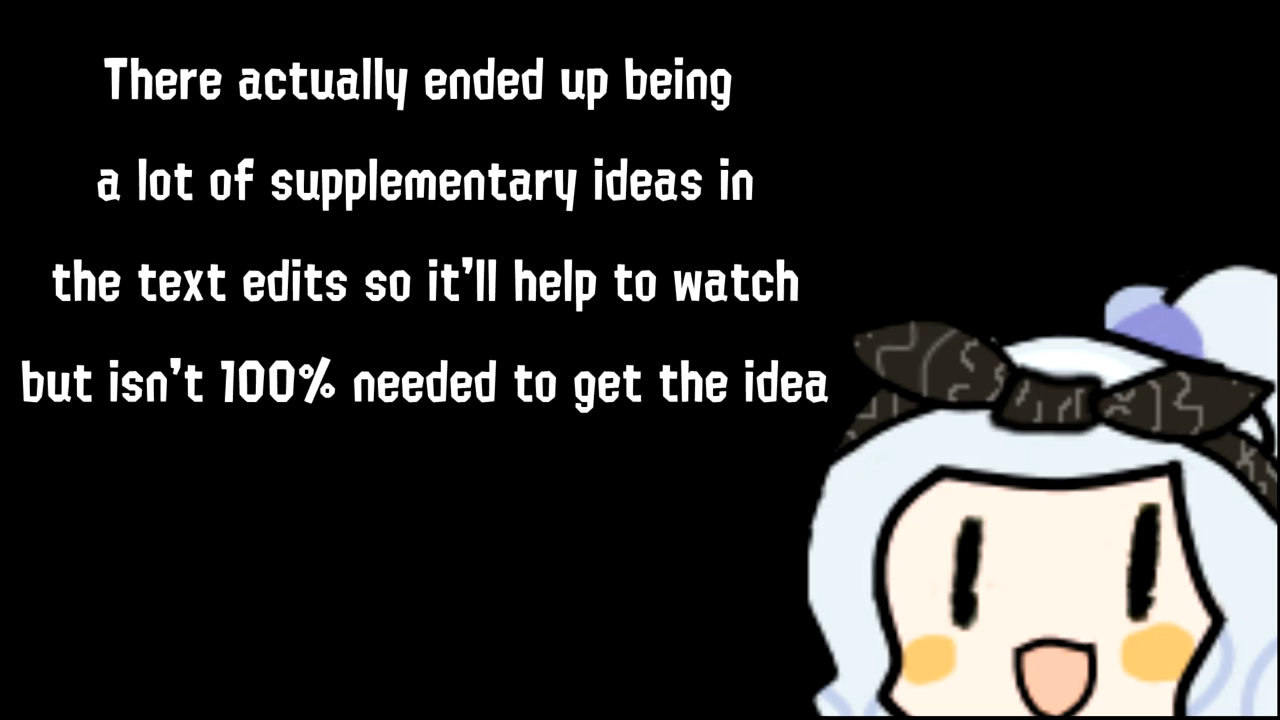 There actually ended up being
a lot of supplementary ideas in
the text edits so it'll help to watch
but isn't 100% needed to get the idea